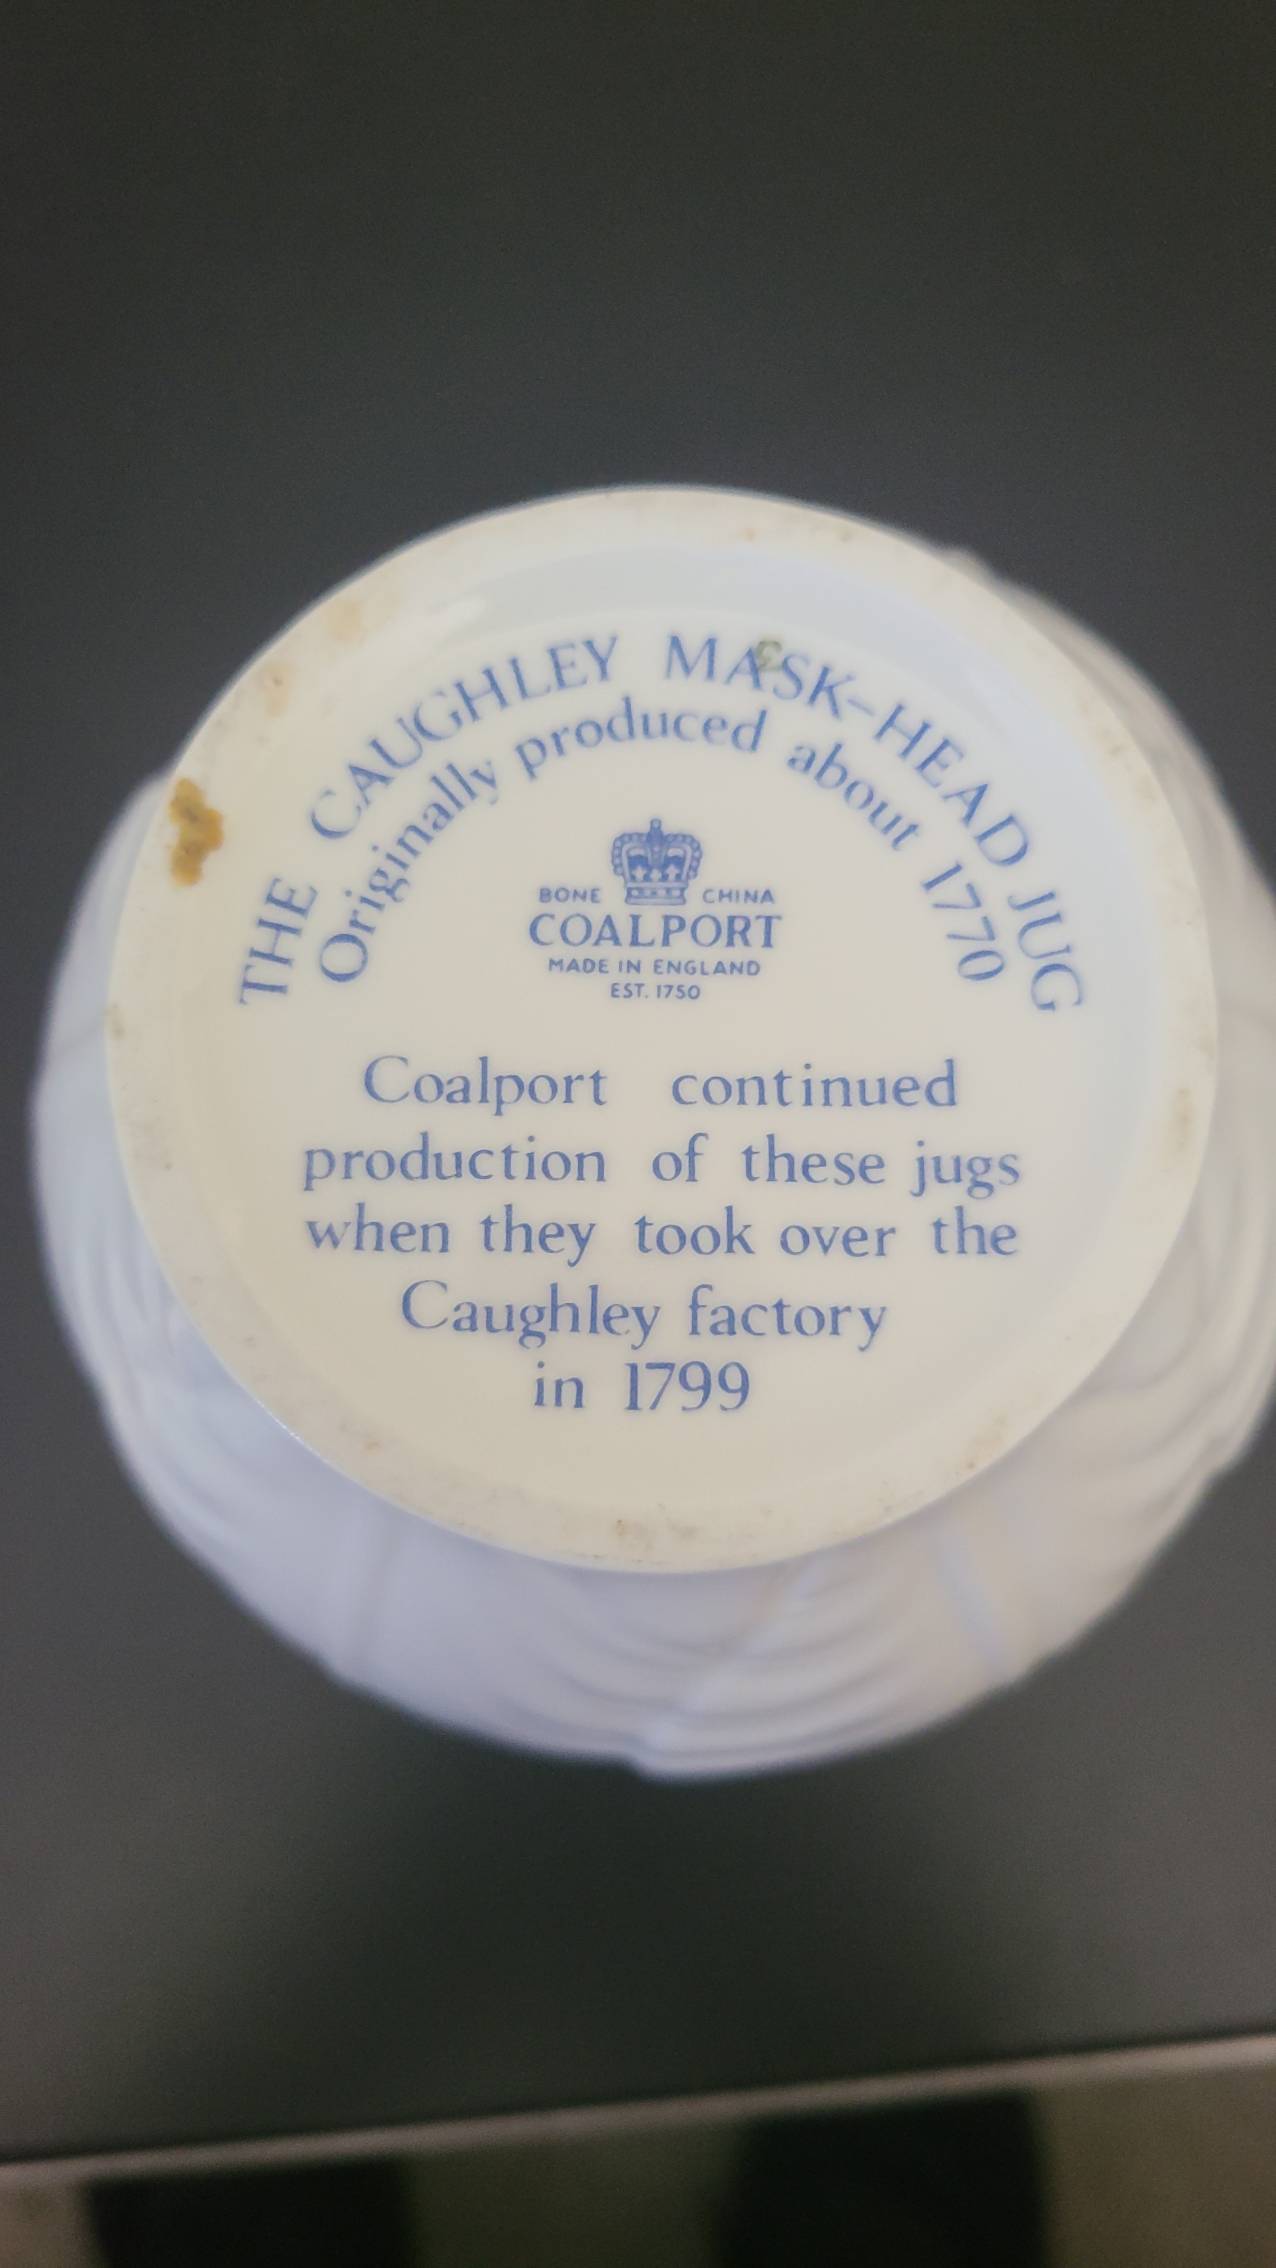 THE CAUGHLEY MASK-HEAD JUG
Originally produced about 1770
BONE CHINA
COALPORT
MADE IN ENGLAND
EST. 1750
Coalport continued
production of these jugs
when they took over the
Caughley factory
in 1799